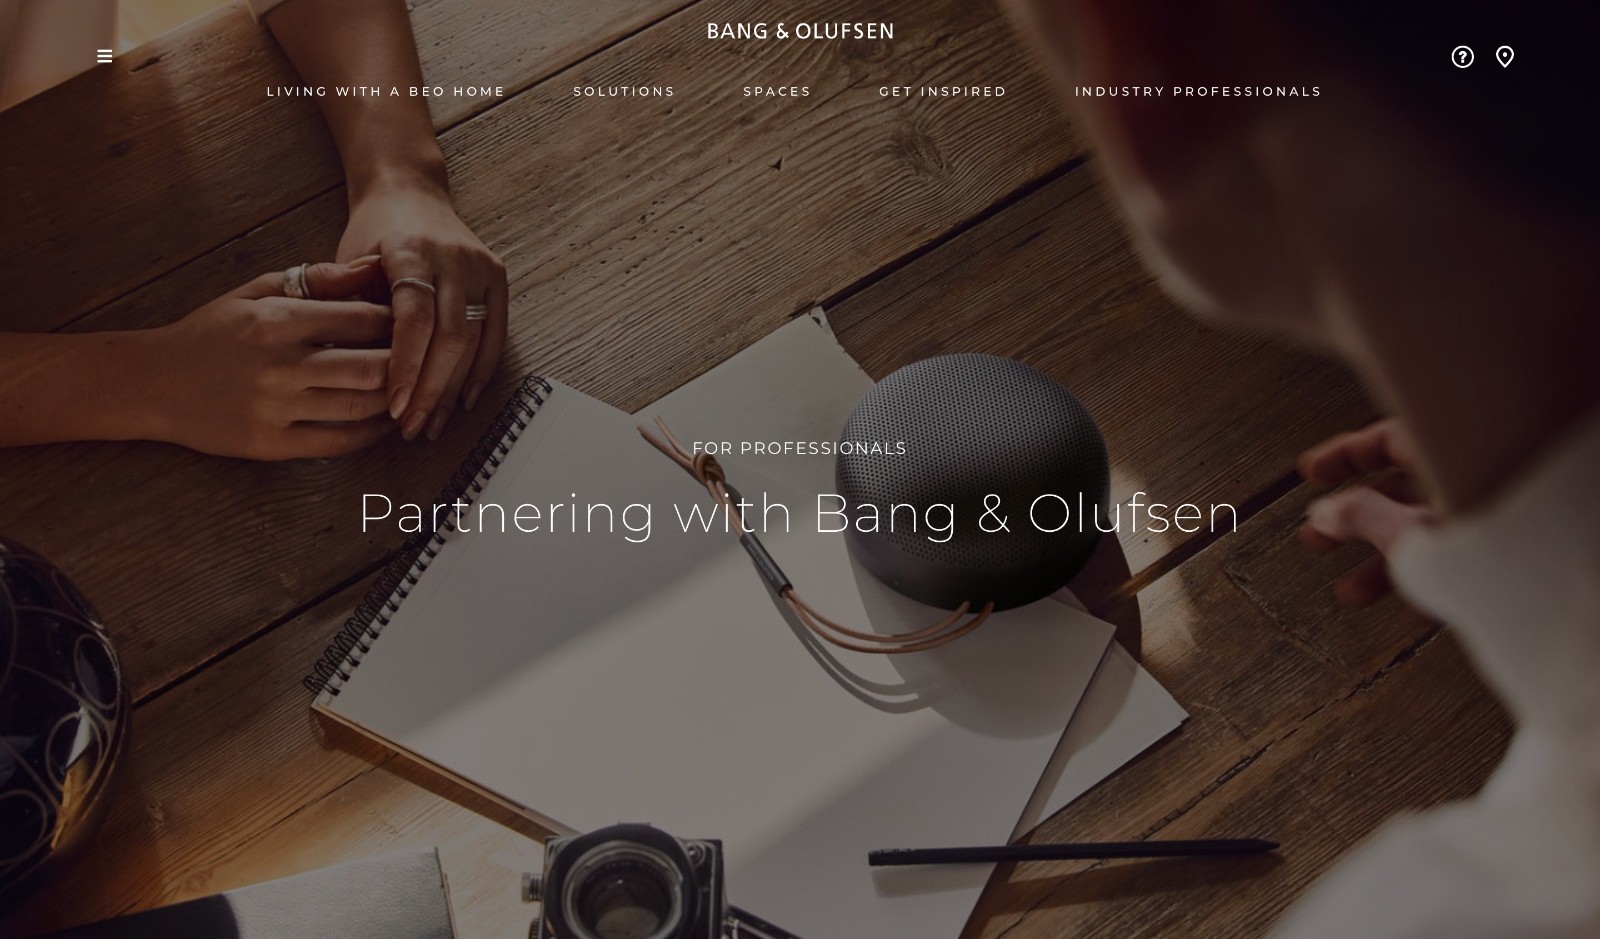 BANG & OLUFSEN
LIVING WITH A BEO HOME
SOLUTIONS
SPACES
GET INSPIRED
INDUSTRY PROFESSIONALS
FOR PROFESSIONALS
Partnering with Bang & Olufsen